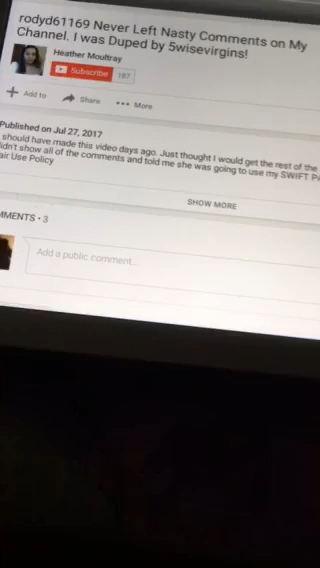 rodyd61169 Never Left Nasty Comments on My
Channel. I was Duped by 5wisevirgins!
Heather Moultray
Subscribe 187
Add to Share More
Published on Jul 27, 2017
should have made this video days ago. Just thought I would get the rest of the
idn't show all of the comments and told me she was going to use my SWIFT
air Use Policy
SHOW MORE
MMENTS • 3
Add a public comment...